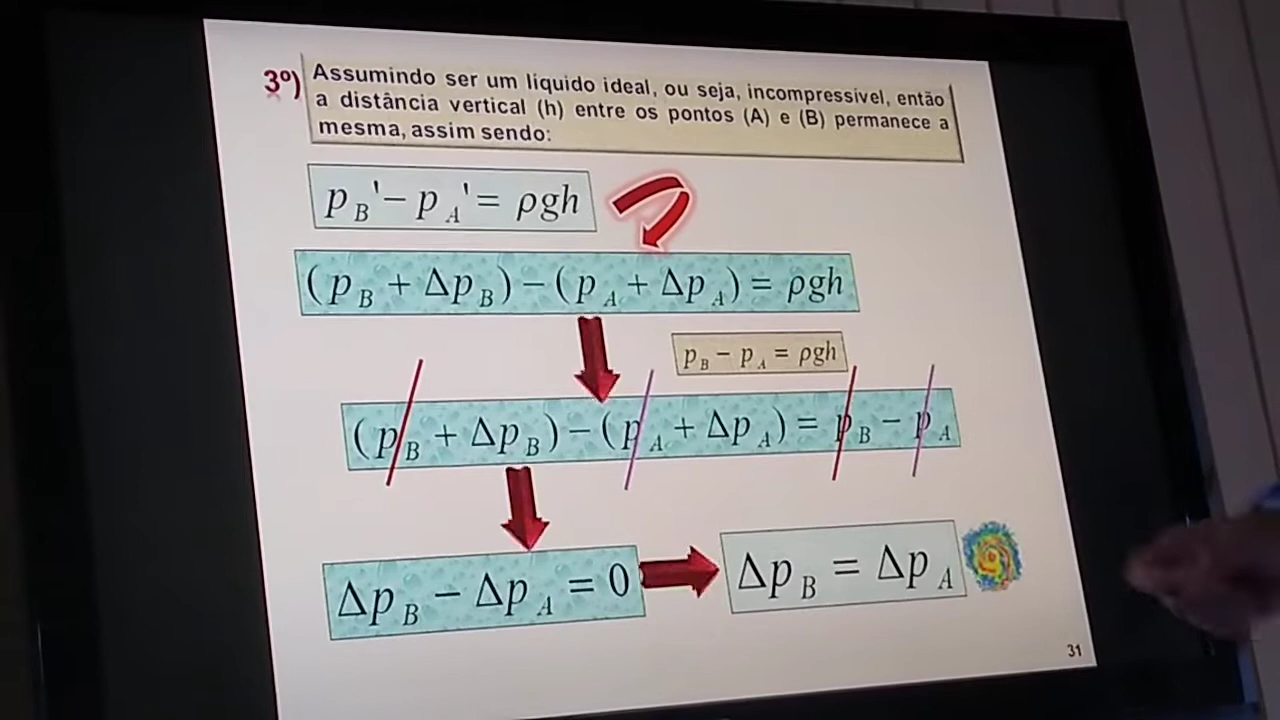 3º) Assumindo ser um líquido ideal, ou seja, incompressível, então
a distância vertical (h) entre os pontos (A) e (B) permanece a
mesma, assim sendo:
p_B' − p_A' = ρgh
(p_B + Δp_B) − (p_A + Δp_A) = ρgh
p_B − p_A = ρgh
(p_B + Δp_B) − (p_A + Δp_A) = p_B − p_A
Δp_B − Δp_A = 0
Δp_B = Δp_A
31